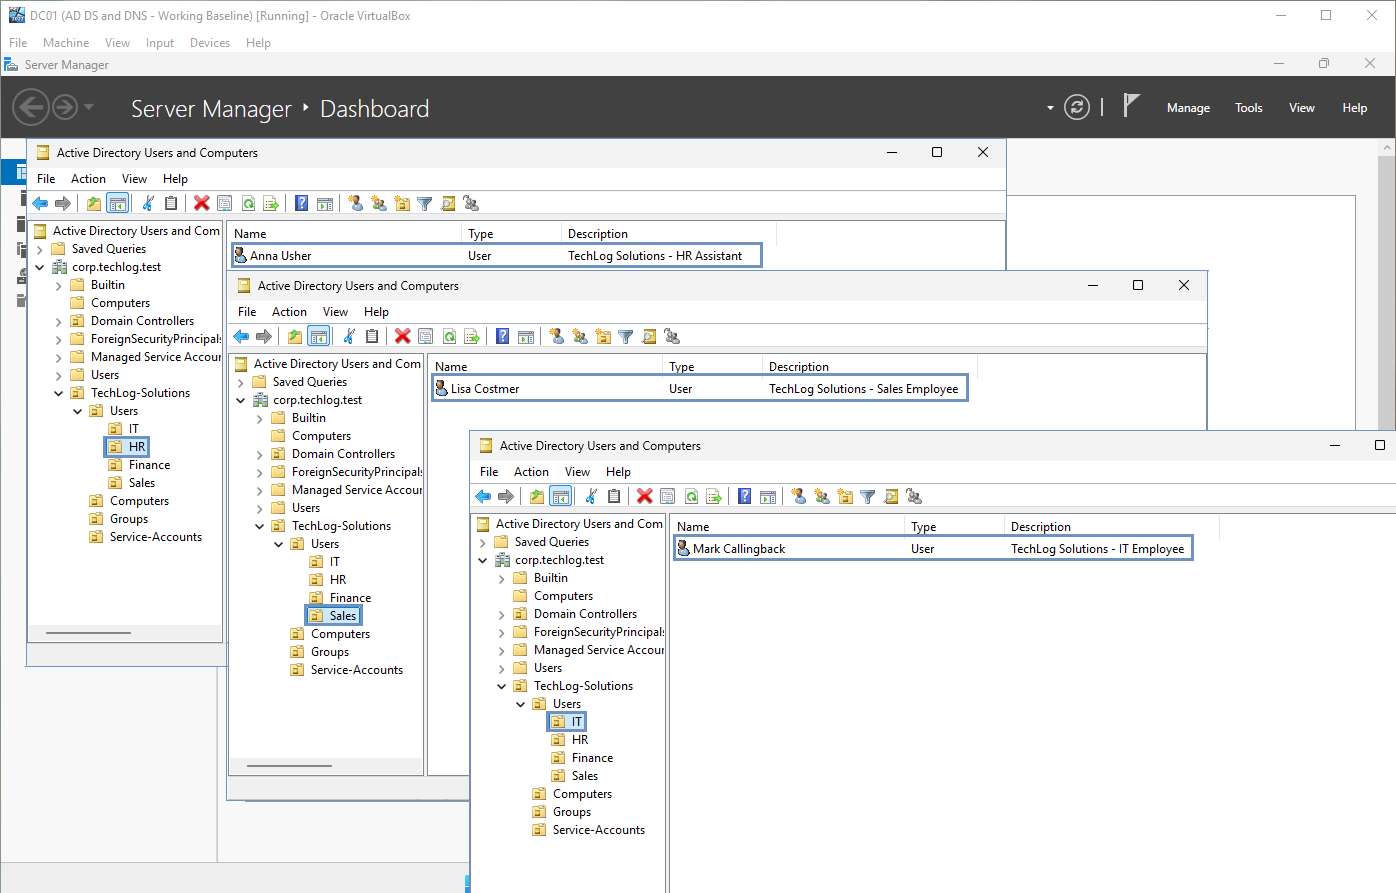 DC01 (AD DS and DNS - Working Baseline) [Running] - Oracle VirtualBox
File Machine View Input Devices Help
Server Manager
Server Manager Dashboard
Manage Tools View Help
Active Directory Users and Computers
File Action View Help
Active Directory Users and Com
Saved Queries
corp.techlog.test
Builtin
Computers
Domain Controllers
ForeignSecurityPrincipals
Managed Service Accour
Users
TechLog-Solutions
Users
IT
HR
Finance
Sales
Computers
Groups
Service-Accounts
Name Type Description
Anna Usher User TechLog Solutions - HR Assistant
Active Directory Users and Computers
File Action View Help
Active Directory Users and Com
Saved Queries
corp.techlog.test
Builtin
Computers
Domain Controllers
ForeignSecurityPrincipals
Managed Service Accour
Users
TechLog-Solutions
Users
IT
HR
Finance
Sales
Computers
Groups
Service-Accounts
Name Type Description
Lisa Costmer User TechLog Solutions - Sales Employee
Active Directory Users and Computers
File Action View Help
Active Directory Users and Com
Saved Queries
corp.techlog.test
Builtin
Computers
Domain Controllers
ForeignSecurityPrincipals
Managed Service Accour
Users
TechLog-Solutions
Users
IT
HR
Finance
Sales
Computers
Groups
Service-Accounts
Name Type Description
Mark Callingback User TechLog Solutions - IT Employee